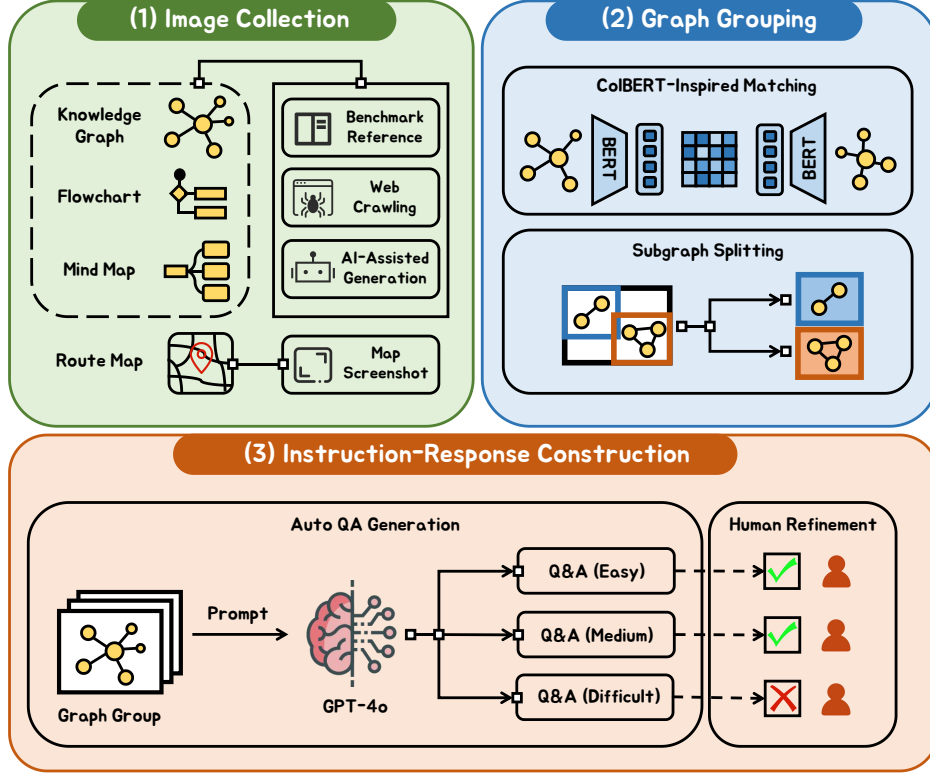 (1) Image Collection
Knowledge
Graph
Flowchart
Mind Map
Route Map
Benchmark
Reference
Web
Crawling
AI-Assisted
Generation
Map
Screenshot
(2) Graph Grouping
ColBERT-Inspired Matching
BERT
BERT
Subgraph Splitting
(3) Instruction-Response Construction
Auto QA Generation
Graph Group
Prompt
GPT-4o
Q&A (Easy)
Q&A (Medium)
Q&A (Difficult)
Human Refinement